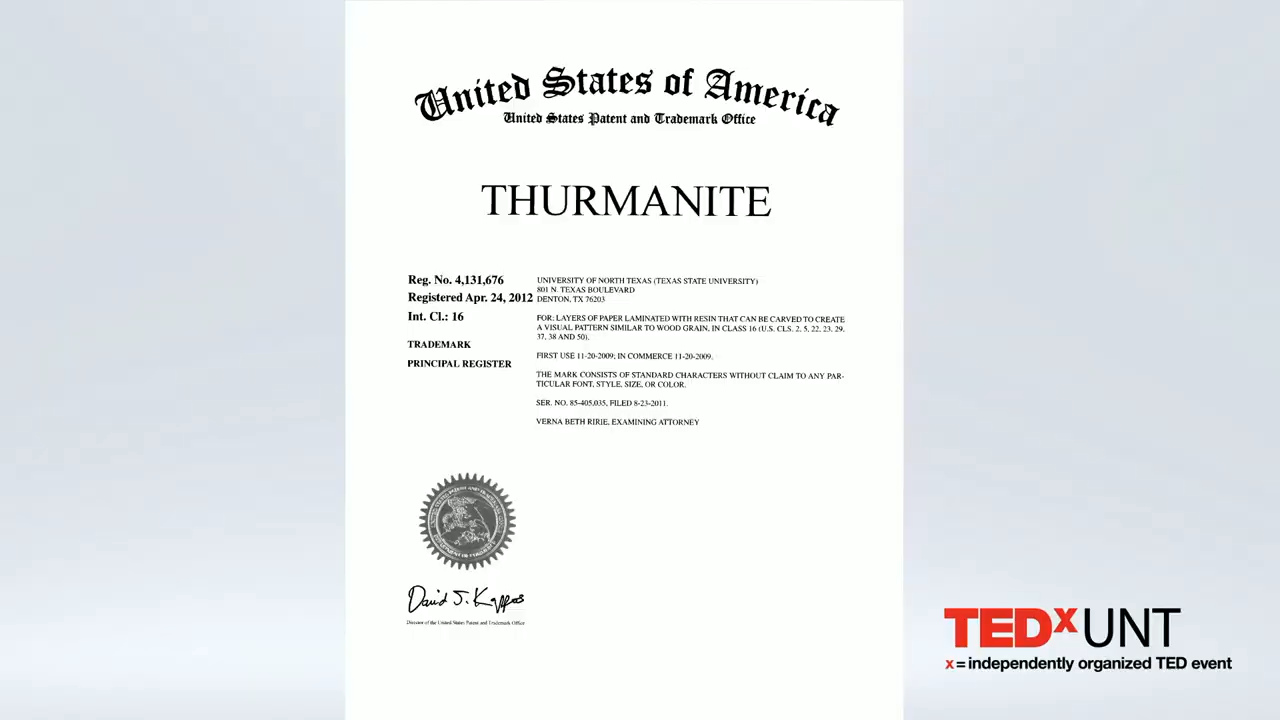 United States of America
United States Patent and Trademark Office
THURMANITE
Reg. No. 4,131,676
Registered Apr. 24, 2012
Int. Cl.: 16
TRADEMARK
PRINCIPAL REGISTER
UNIVERSITY OF NORTH TEXAS (TEXAS STATE UNIVERSITY)
801 N. TEXAS BOULEVARD
DENTON, TX 76203
FOR: LAYERS OF PAPER LAMINATED WITH RESIN THAT CAN BE CARVED TO CREATE
A VISUAL PATTERN SIMILAR TO WOOD GRAIN, IN CLASS 16 (U.S. CLS. 2, 5, 22, 23, 29,
37, 38 AND 50).
FIRST USE 11-20-2009; IN COMMERCE 11-20-2009.
THE MARK CONSISTS OF STANDARD CHARACTERS WITHOUT CLAIM TO ANY PAR-
TICULAR FONT, STYLE, SIZE, OR COLOR.
SER. NO. 85-405,035, FILED 8-23-2011.
VERNA BETH RIRIE, EXAMINING ATTORNEY
David J. Kappos
Director of the United States Patent and Trademark Office
TEDxUNT
x = independently organized TED event